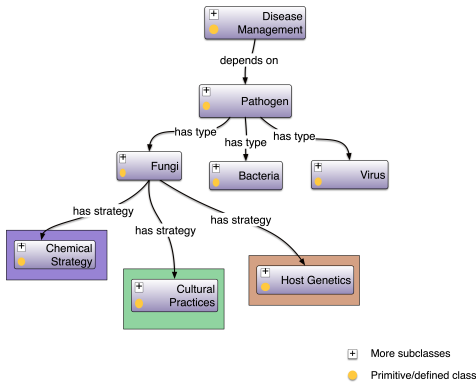 Disease
Management
depends on
Pathogen
has type
has type
has type
Fungi
Bacteria
Virus
has strategy
has strategy
has strategy
Chemical
Strategy
Cultural
Practices
Host Genetics
More subclasses
Primitive/defined class